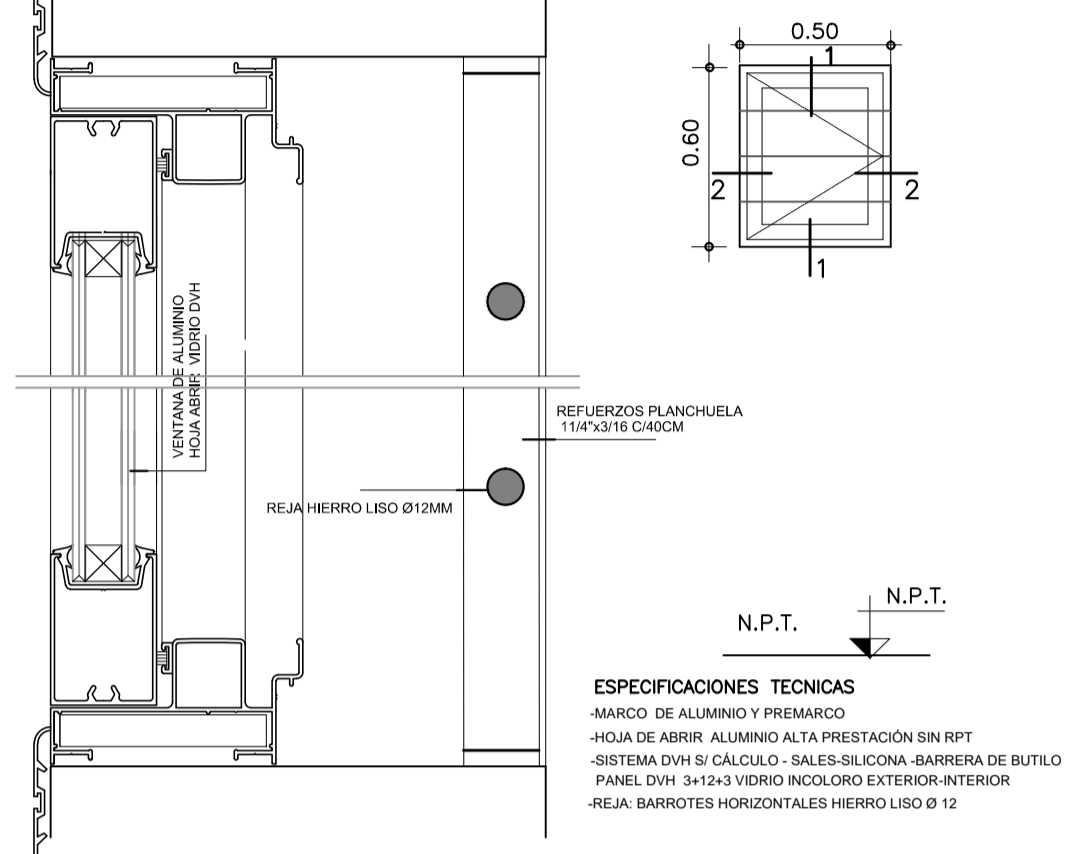 0.50
1
0.60
2
2
1
VENTANA DE ALUMINIO
HOJA ABRIR VIDRIO DVH
REFUERZOS PLANCHUELA
11/4"x3/16 C/40CM
REJA HIERRO LISO Ø12MM
N.P.T.
N.P.T.
ESPECIFICACIONES TECNICAS
-MARCO DE ALUMINIO Y PREMARCO
-HOJA DE ABRIR ALUMINIO ALTA PRESTACIÓN SIN RPT
-SISTEMA DVH S/ CÁLCULO - SALES-SILICONA -BARRERA DE BUTILO
PANEL DVH 3+12+3 VIDRIO INCOLORO EXTERIOR-INTERIOR
-REJA: BARROTES HORIZONTALES HIERRO LISO Ø 12